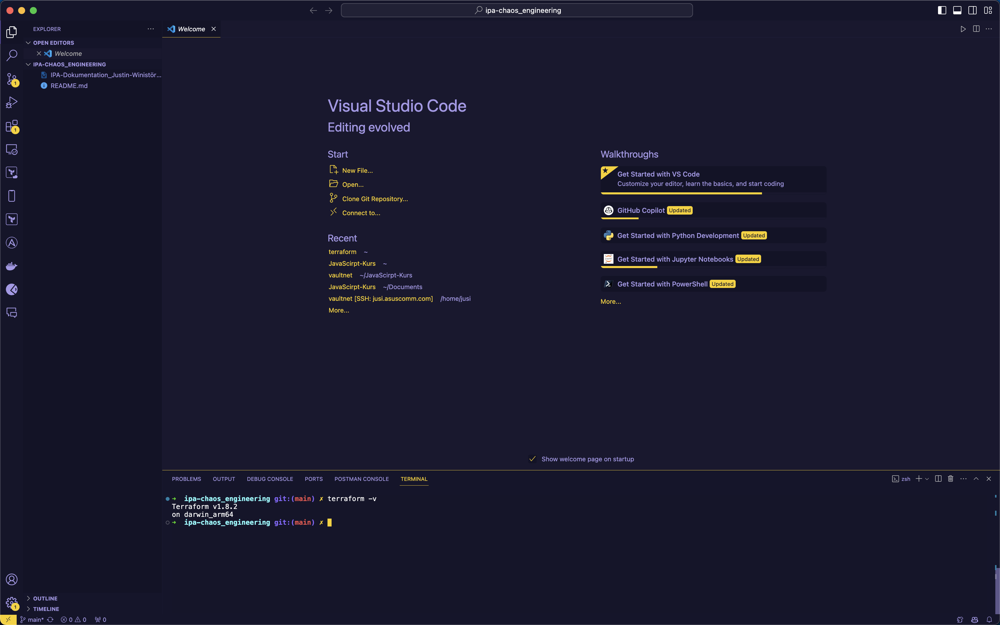 ipa-chaos_engineering
EXPLORER
OPEN EDITORS
Welcome
IPA-CHAOS_ENGINEERING
IPA-Dokumentation_Justin-Winistör...
README.md
OUTLINE
TIMELINE
Welcome
Visual Studio Code
Editing evolved
Start
New File...
Open...
Clone Git Repository...
Connect to...
Recent
terraform ~
JavaScirpt-Kurs ~
vaultnet ~/JavaScirpt-Kurs
JavaScirpt-Kurs ~/Documents
vaultnet [SSH: jusi.asuscomm.com] /home/jusi
More...
Walkthroughs
Get Started with VS Code
Customize your editor, learn the basics, and start coding
GitHub Copilot Updated
Get Started with Python Development Updated
Get Started with Jupyter Notebooks Updated
Get Started with PowerShell Updated
More...
Show welcome page on startup
PROBLEMS OUTPUT DEBUG CONSOLE PORTS POSTMAN CONSOLE TERMINAL
zsh
➜ ipa-chaos_engineering git:(main) ✗ terraform -v
Terraform v1.8.2
on darwin_arm64
➜ ipa-chaos_engineering git:(main) ✗
1
1
1
main* 0 0 0